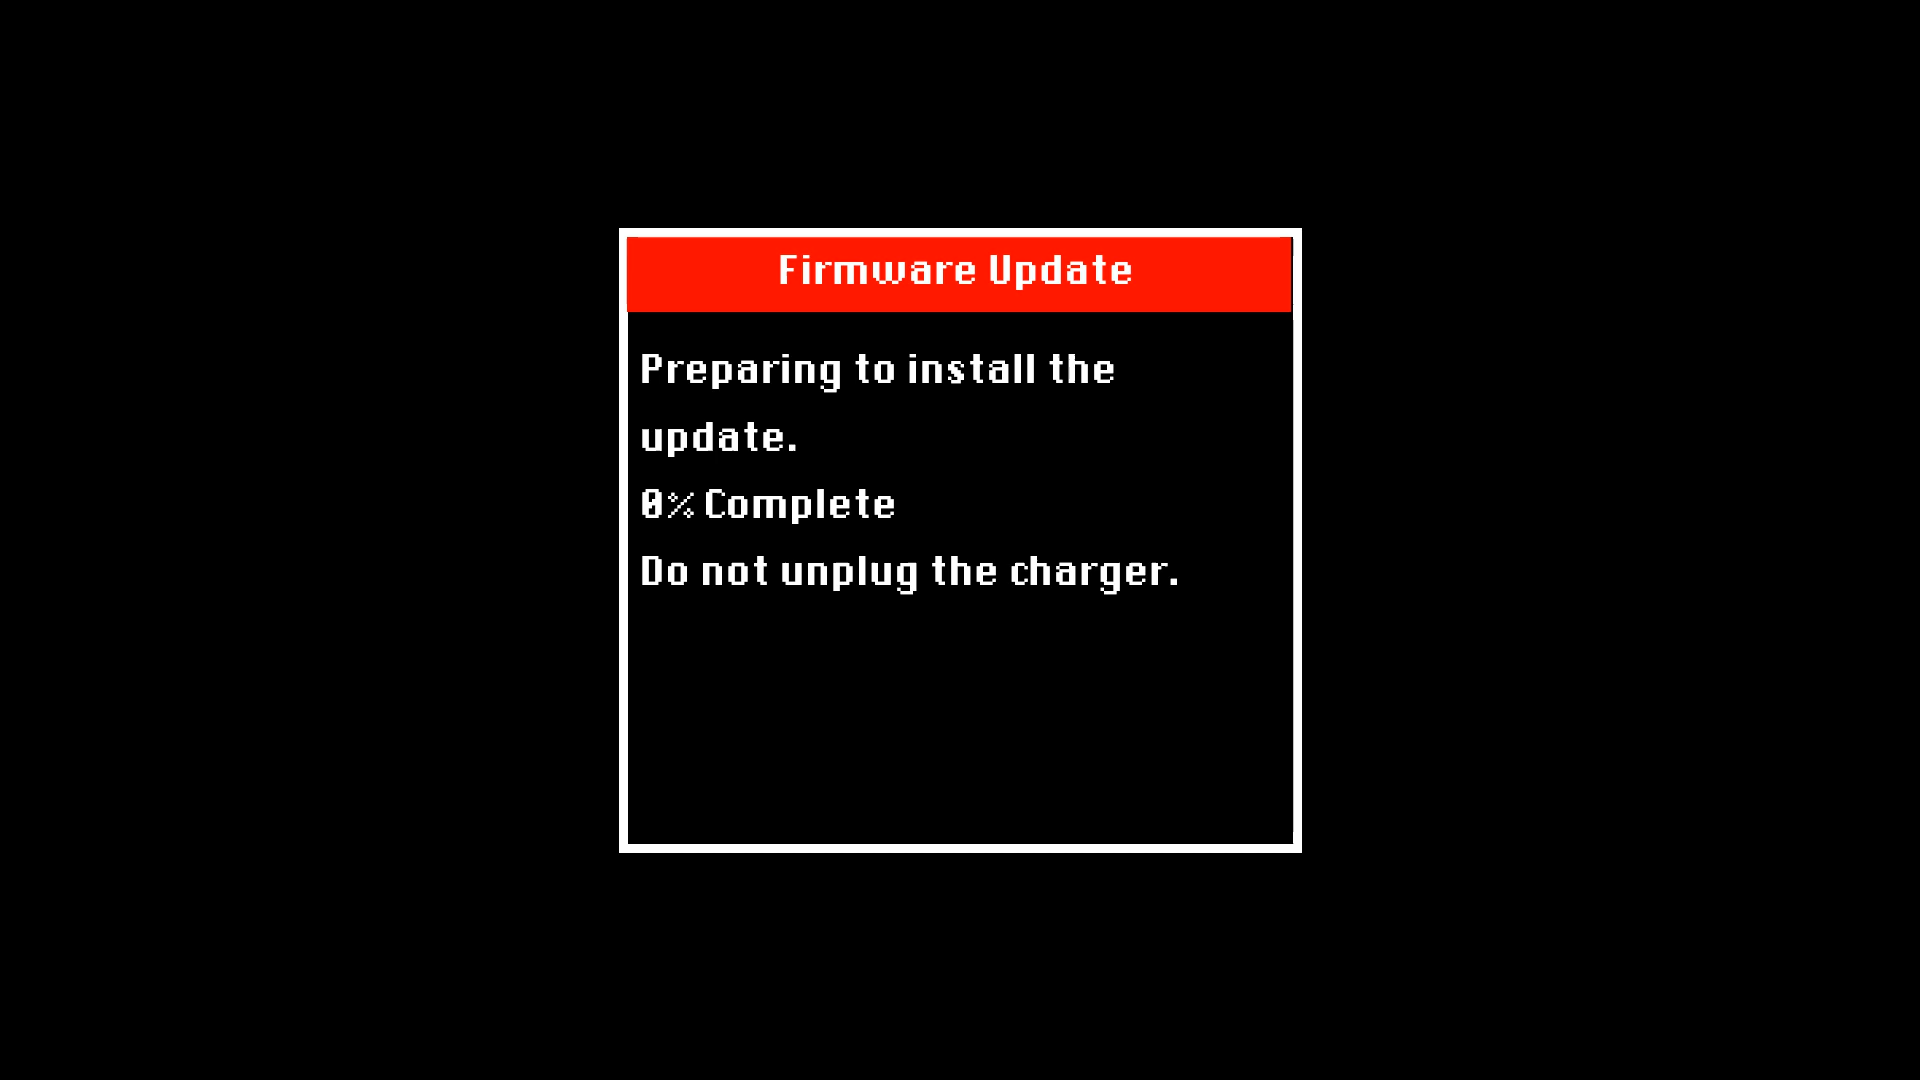 Firmware Update
Preparing to install the
update.
0% Complete
Do not unplug the charger.